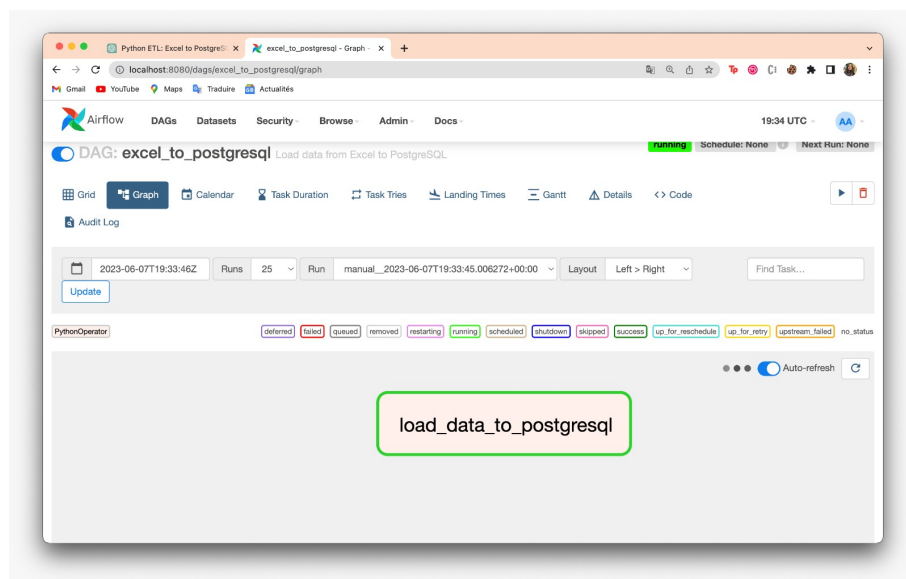 Python ETL: Excel to PostgreS
excel_to_postgresql - Graph -
localhost:8080/dags/excel_to_postgresql/graph
Gmail YouTube Maps Traduire Actualités
Airflow DAGs Datasets Security Browse Admin Docs 19:34 UTC AA
DAG: excel_to_postgresql Load data from Excel to PostgreSQL running Schedule: None Next Run: None
Grid Graph Calendar Task Duration Task Tries Landing Times Gantt Details <> Code
Audit Log
2023-06-07T19:33:46Z Runs 25 Run manual__2023-06-07T19:33:45.006272+00:00 Layout Left > Right Find Task...
Update
PythonOperator deferred failed queued removed restarting running scheduled shutdown skipped success up_for_reschedule up_for_retry upstream_failed no_status
Auto-refresh
load_data_to_postgresql